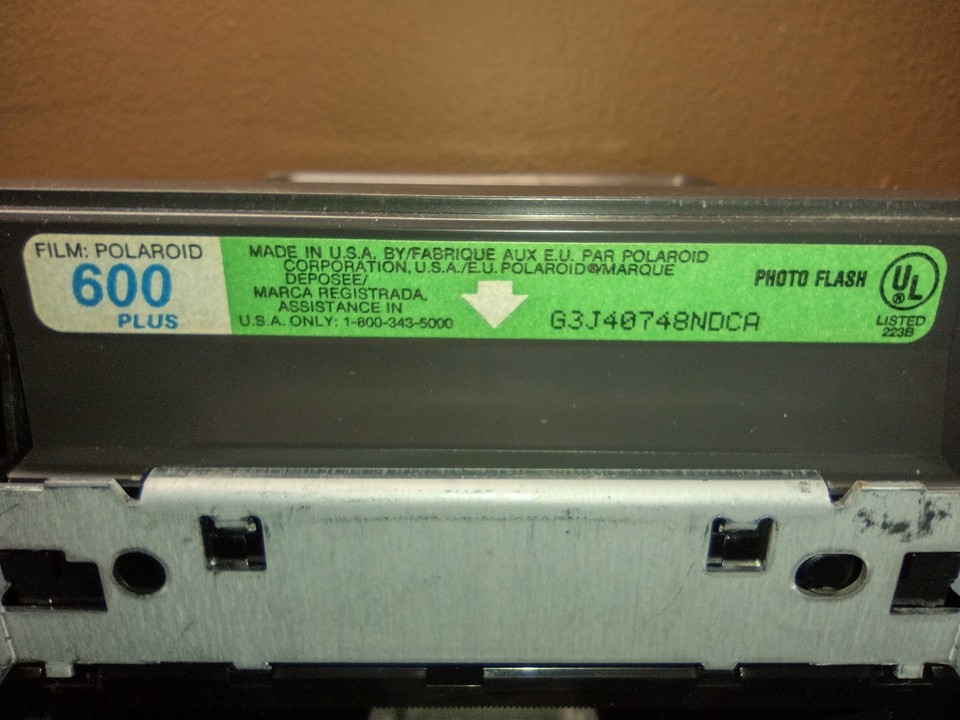 FILM: POLAROID
600
PLUS
MADE IN U.S.A. BY/FABRIQUE AUX E.U. PAR POLAROID
CORPORATION, U.S.A./E.U. POLAROID®/MARQUE
DEPOSEE/
MARCA REGISTRADA.
ASSISTANCE IN
U.S.A. ONLY: 1-800-343-5000
G3J40748NDCA
PHOTO FLASH
UL
®
LISTED
223B